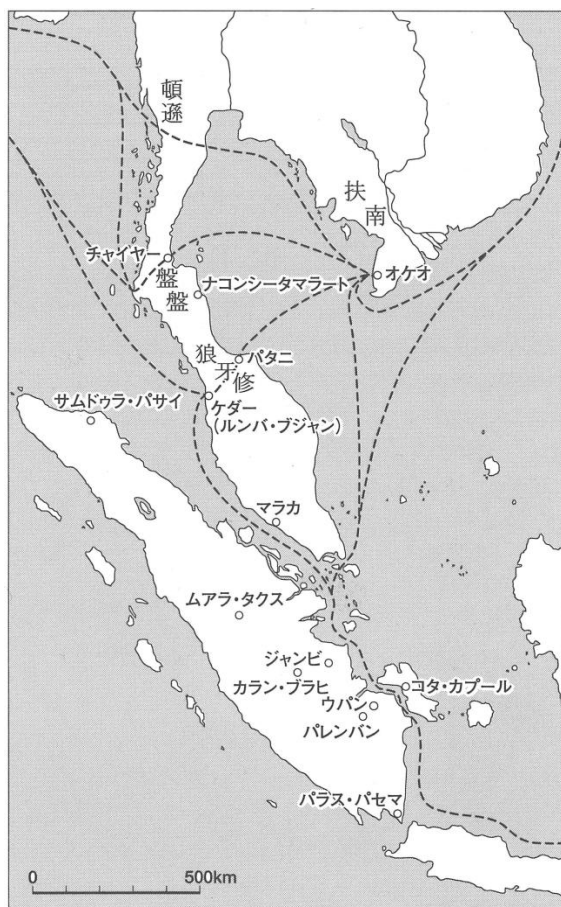 頓遜
扶南
チャイヤー
オケオ
盤盤
ナコンシータマラート
狼牙修
パタニ
サムドゥラ・パサイ
ケダー
(ルンバ・ブジャン)
マラカ
ムアラ・タクス
ジャンビ
カラン・ブラヒ
コタ・カプール
ウパン
パレンバン
パラス・パセマ
0 500km